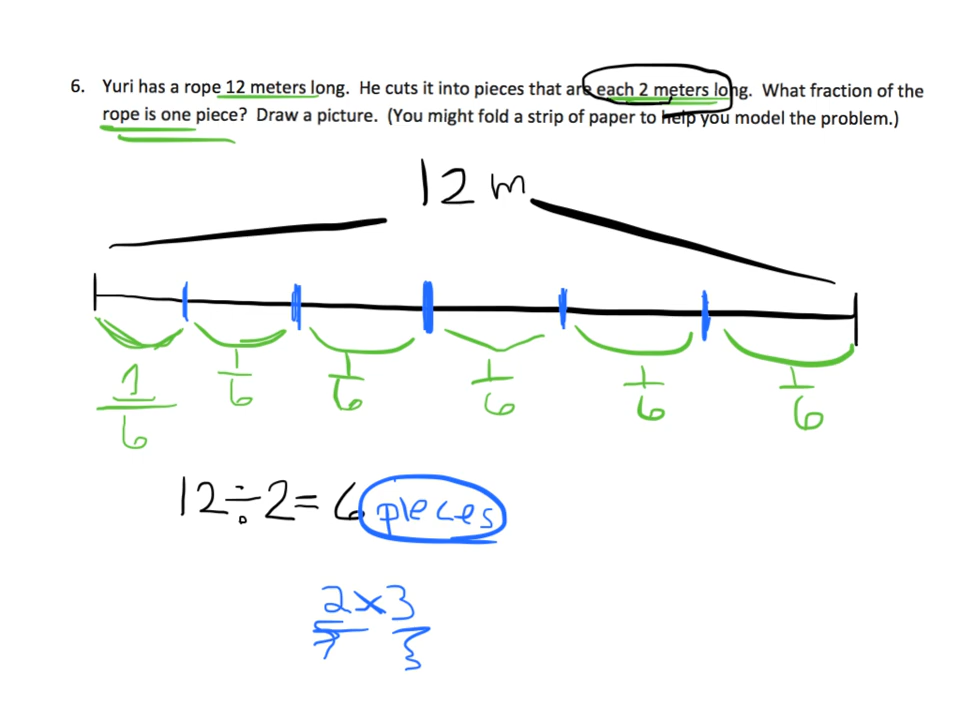 6. Yuri has a rope 12 meters long. He cuts it into pieces that are each 2 meters long. What fraction of the
rope is one piece? Draw a picture. (You might fold a strip of paper to help you model the problem.)
12 m
1/6 1/6 1/6 1/6 1/6 1/6
12÷2=6 pieces
2 x 3